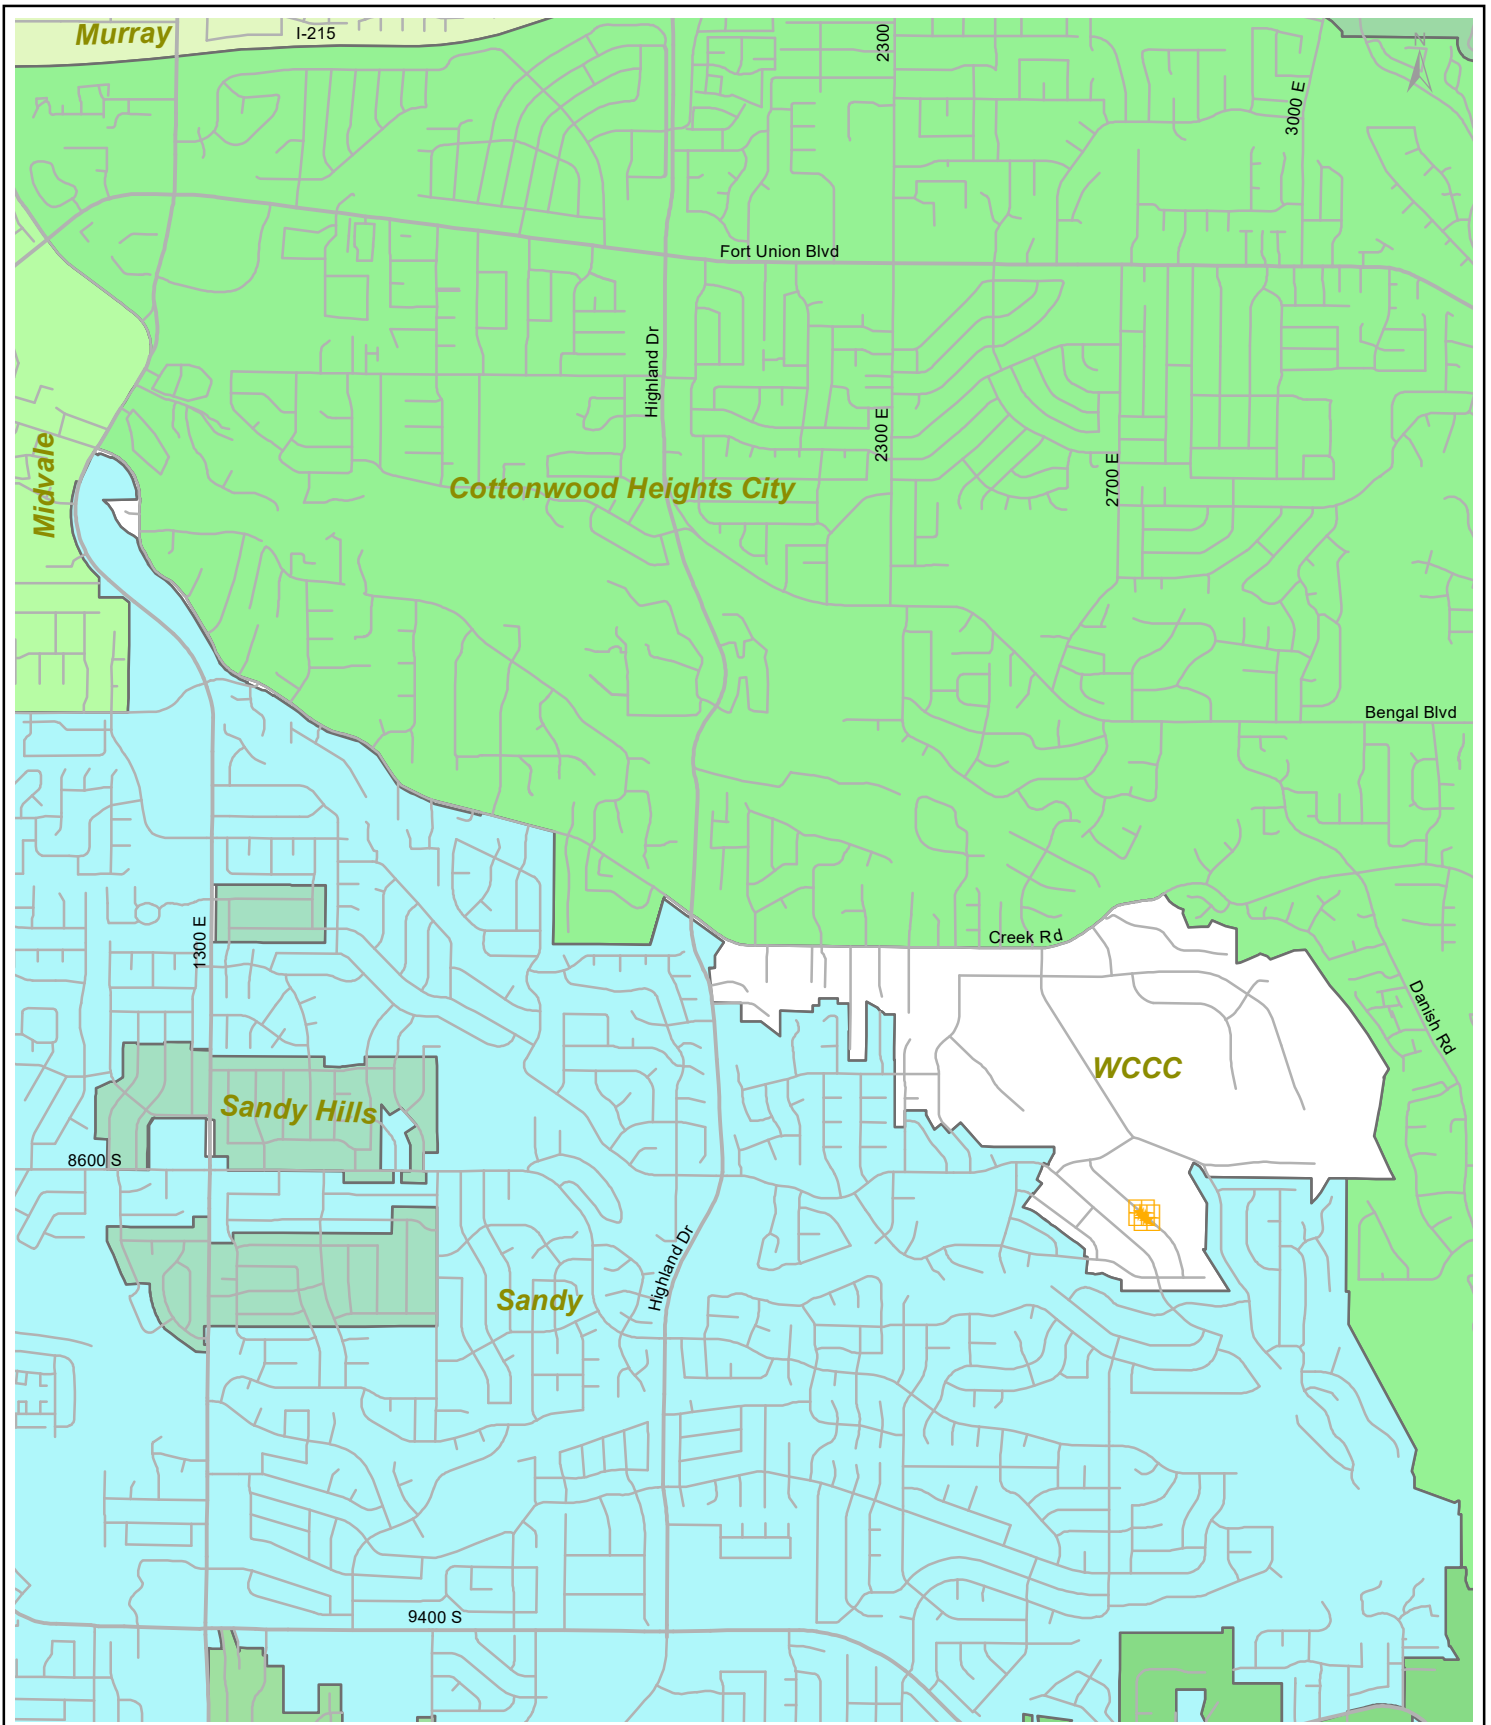 Murray
I-215
2300
N
3000 E
Fort Union Blvd
Highland Dr
2300 E
Midvale
2700 E
Cottonwood Heights City
Bengal Blvd
1300 E
Creek Rd
Danish Rd
WCCC
Sandy Hills
8600 S
Highland Dr
Sandy
9400 S